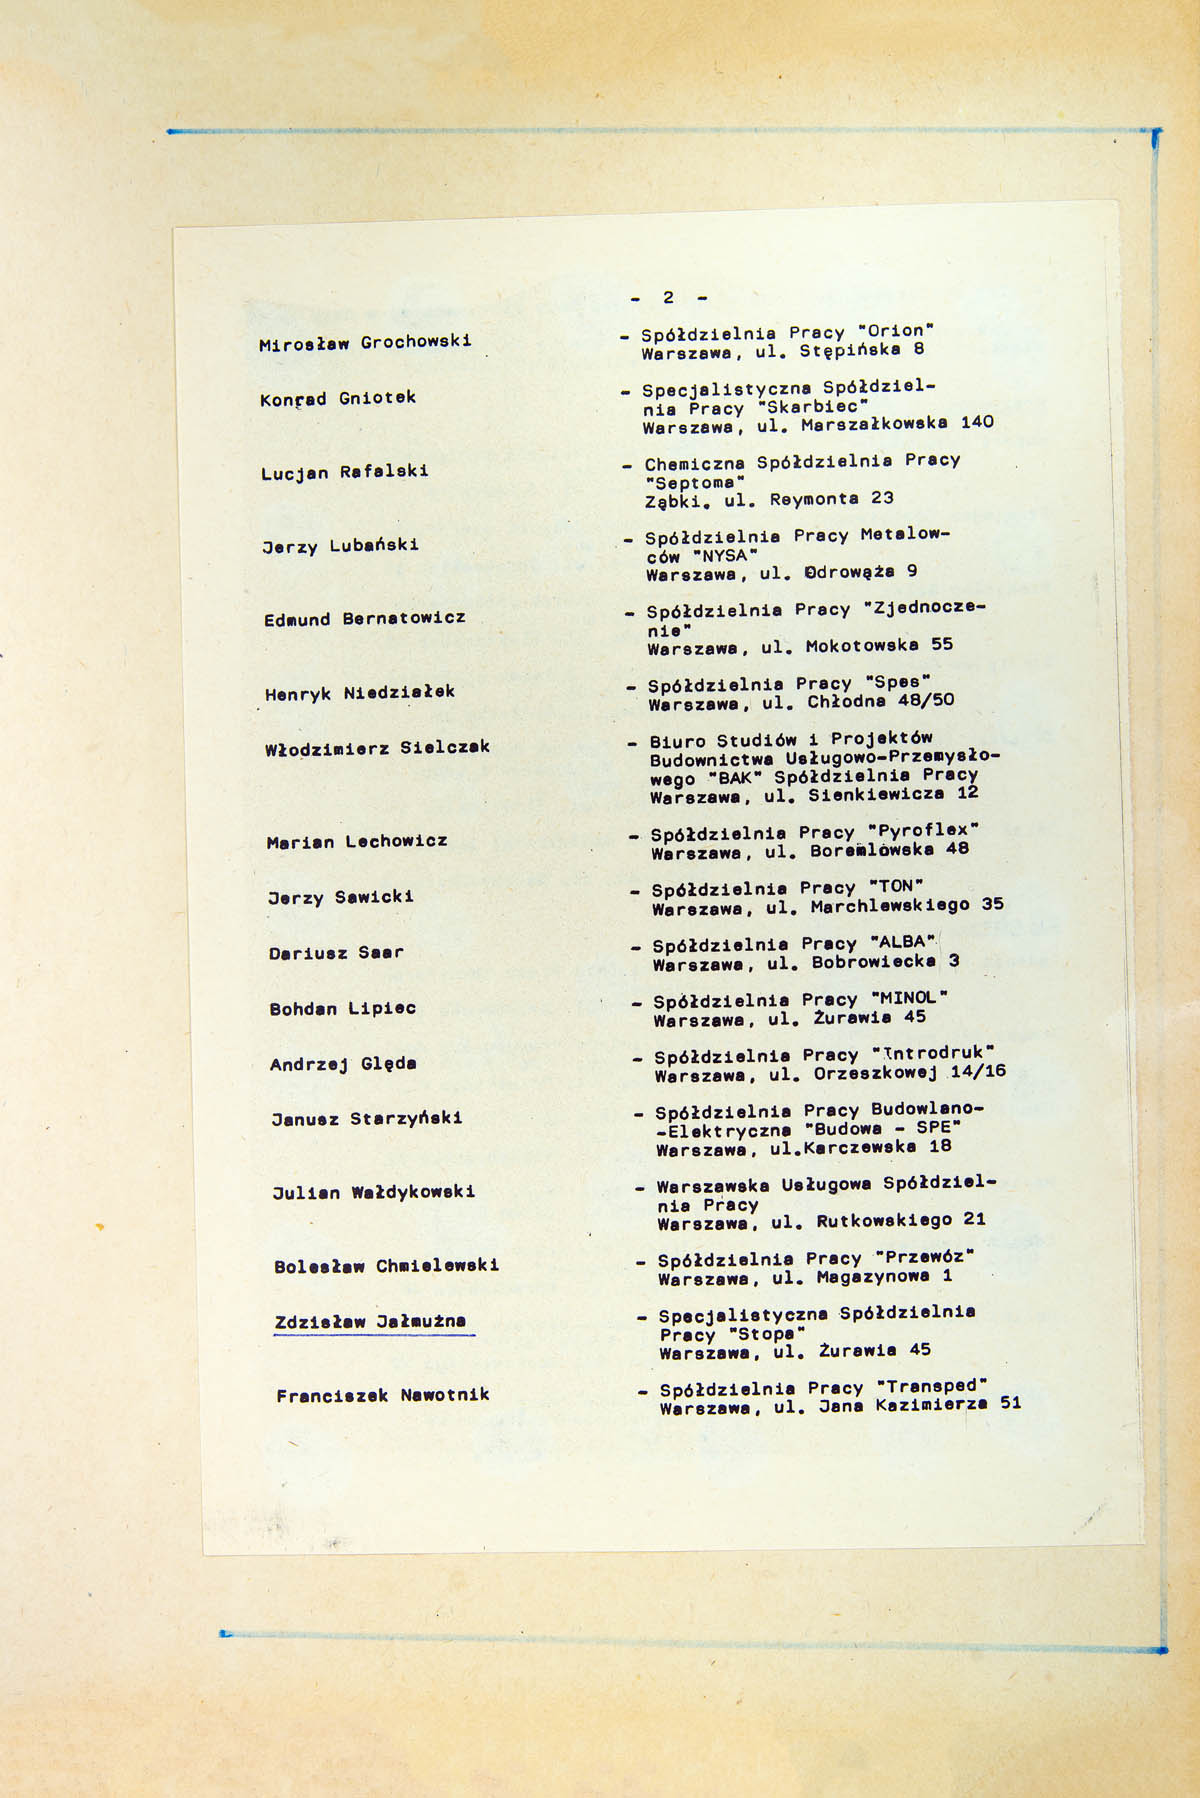 - 2 -
Mirosław Grochowski - Spółdzielnia Pracy "Orion"
Warszawa, ul. Stępińska 8
Konrad Gniotek - Specjalistyczna Spółdziel-
nia Pracy "Skarbiec"
Warszawa, ul. Marszałkowska 140
Lucjan Rafalski - Chemiczna Spółdzielnia Pracy
"Septoma"
Ząbki, ul. Reymonta 23
Jerzy Lubański - Spółdzielnia Pracy Metalow-
ców "NYSA"
Warszawa, ul. Odrowąża 9
Edmund Bernatowicz - Spółdzielnia Pracy "Zjednocze-
nie"
Warszawa, ul. Mokotowska 55
Henryk Niedziałek - Spółdzielnia Pracy "Spes"
Warszawa, ul. Chłodna 48/50
Włodzimierz Sielczak - Biuro Studiów i Projektów
Budownictwa Usługowo-Przemysło-
wego "BAK" Spółdzielnia Pracy
Warszawa, ul. Sienkiewicza 12
Marian Lechowicz - Spółdzielnia Pracy "Pyroflex"
Warszawa, ul. Boremlowska 48
Jerzy Sawicki - Spółdzielnia Pracy "TON"
Warszawa, ul. Marchlewskiego 35
Dariusz Saar - Spółdzielnia Pracy "ALBA"
Warszawa, ul. Bobrowiecka 3
Bohdan Lipiec - Spółdzielnia Pracy "MINOL"
Warszawa, ul. Żurawia 45
Andrzej Ględa - Spółdzielnia Pracy "Introdruk"
Warszawa, ul. Orzeszkowej 14/16
Janusz Starzyński - Spółdzielnia Pracy Budowlano-
-Elektryczna "Budowa - SPE"
Warszawa, ul.Karczewska 18
Julian Wałdykowski - Warszawska Usługowa Spółdziel-
nia Pracy
Warszawa, ul. Rutkowskiego 21
Bolesław Chmielewski - Spółdzielnia Pracy "Przewóz"
Warszawa, ul. Magazynowa 1
Zdzisław Jałmużna - Specjalistyczna Spółdzielnia
Pracy "Stopa"
Warszawa, ul. Żurawia 45
Franciszek Nawotnik - Spółdzielnia Pracy "Transped"
Warszawa, ul. Jana Kazimierza 51